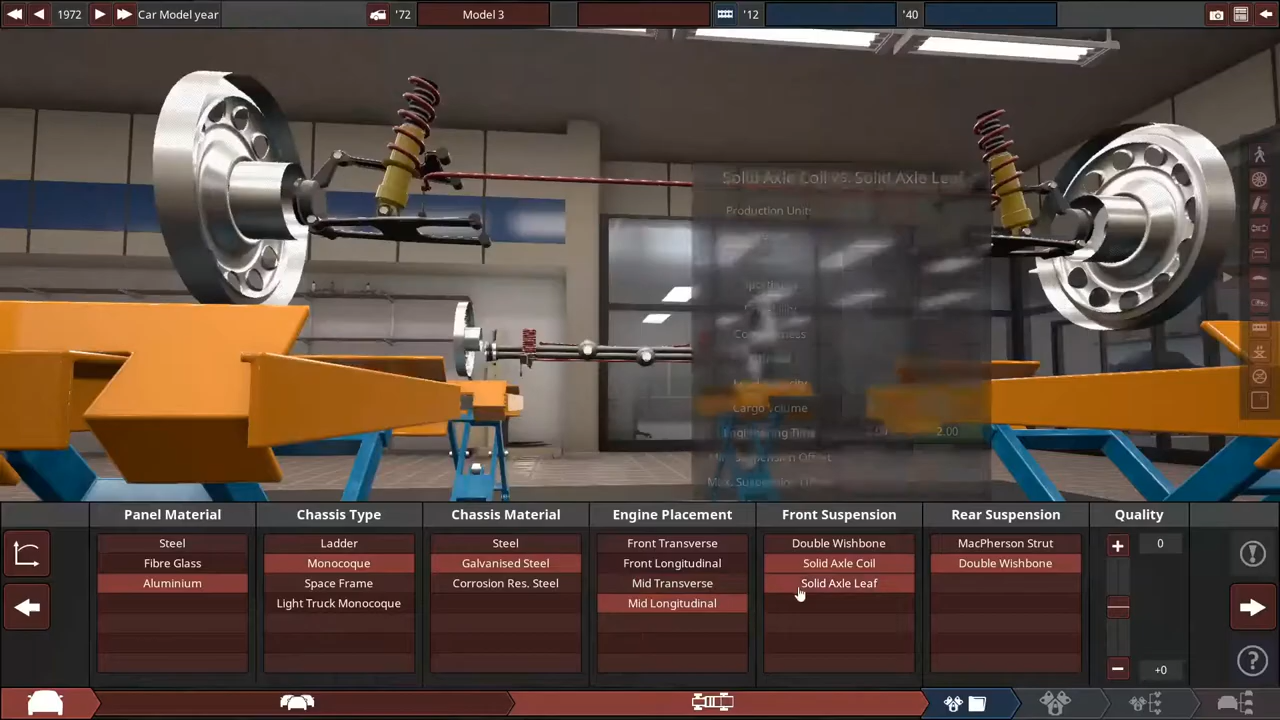 1972 Car Model year '72 Model 3 '12 '40
Solid Axle Coil vs. Solid Axle Leaf
Production Units
Cargo Volume
Engineering Time 2.00
Panel Material
Steel
Fibre Glass
Aluminium
Chassis Type
Ladder
Monocoque
Space Frame
Light Truck Monocoque
Chassis Material
Steel
Galvanised Steel
Corrosion Res. Steel
Engine Placement
Front Transverse
Front Longitudinal
Mid Transverse
Mid Longitudinal
Front Suspension
Double Wishbone
Solid Axle Coil
Solid Axle Leaf
Rear Suspension
MacPherson Strut
Double Wishbone
Quality
0
+0